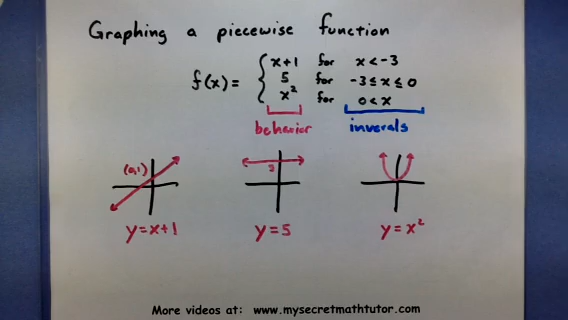 Graphing a piecewise function
f(x) = { x+1 for x < -3
5 for -3 ≤ x ≤ 0
x² for 0 < x
behavior inverals
(0,1) 5
y = x+1 y = 5 y = x²
More videos at: www.mysecretmathtutor.com